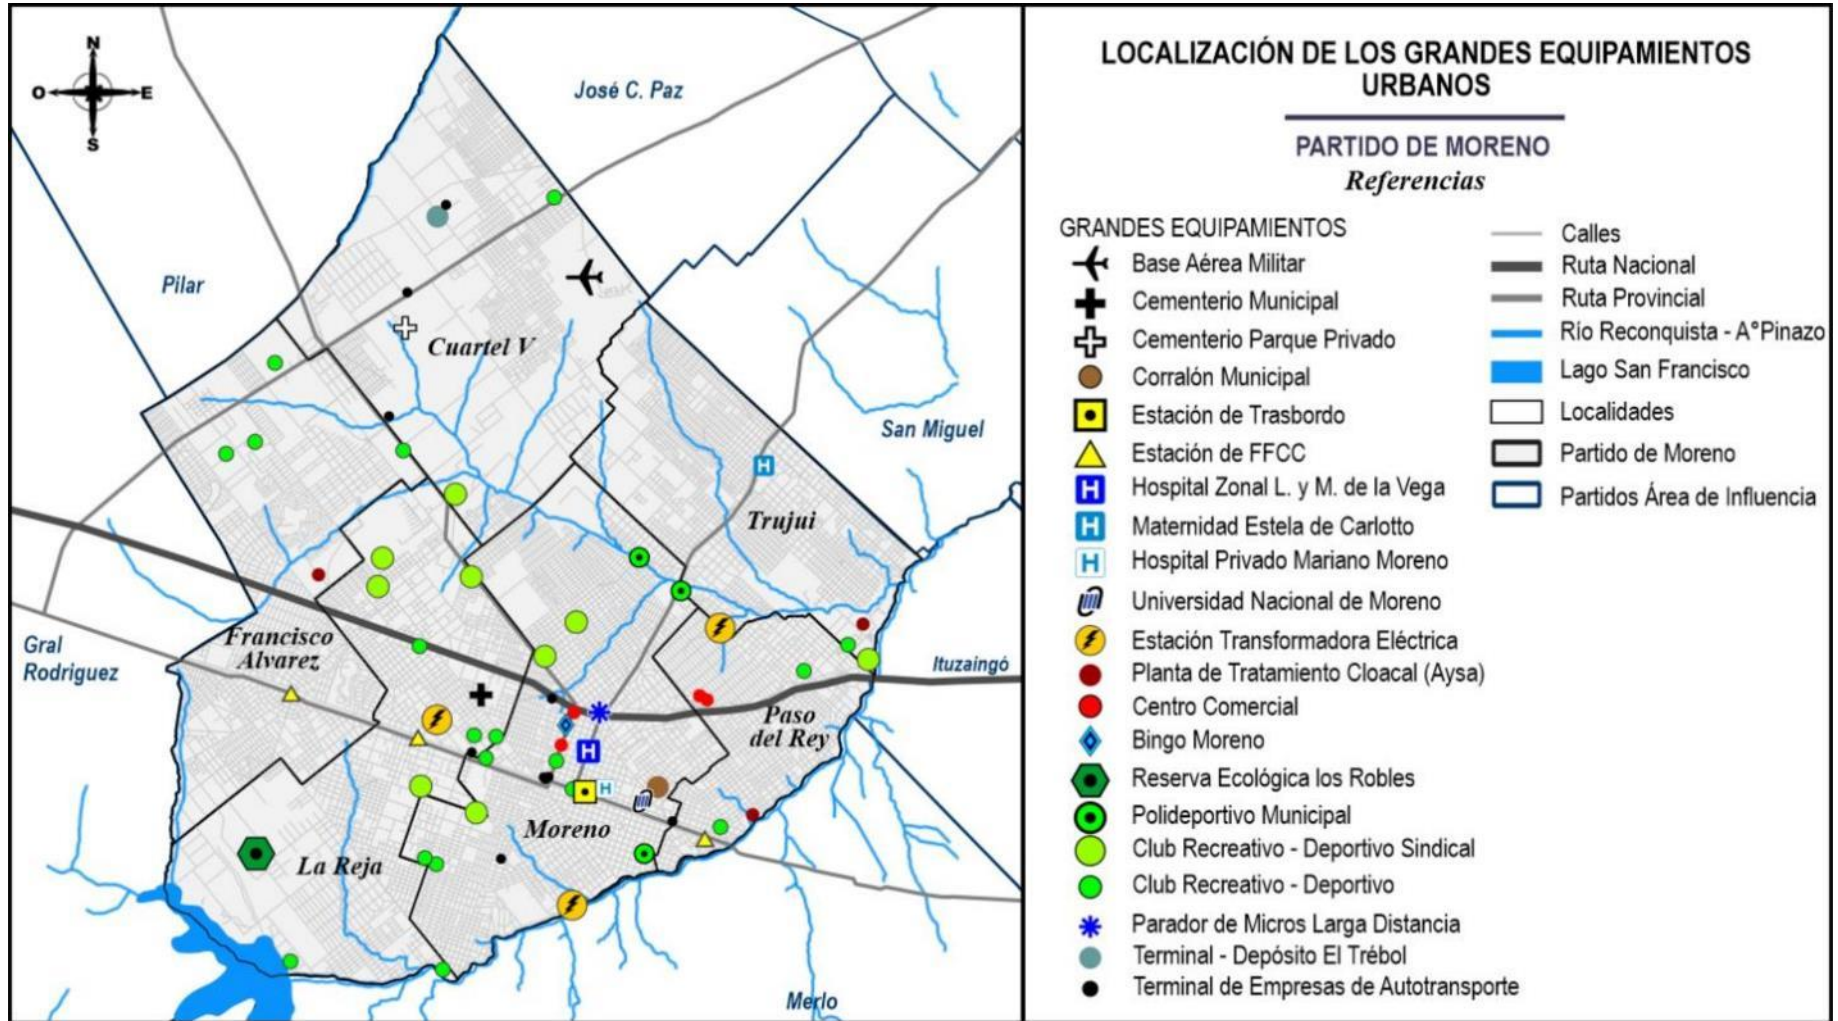 N
O
E
S
José C. Paz
Pilar
Cuartel V
San Miguel
Trujui
Gral
Rodriguez
Francisco
Alvarez
Ituzaingó
Paso
del Rey
Moreno
La Reja
Merlo
H
H
H
LOCALIZACIÓN DE LOS GRANDES EQUIPAMIENTOS
URBANOS
PARTIDO DE MORENO
Referencias
GRANDES EQUIPAMIENTOS
Base Aérea Militar
Cementerio Municipal
Cementerio Parque Privado
Corralón Municipal
Estación de Trasbordo
Estación de FFCC
H Hospital Zonal L. y M. de la Vega
H Maternidad Estela de Carlotto
H Hospital Privado Mariano Moreno
Universidad Nacional de Moreno
Estación Transformadora Eléctrica
Planta de Tratamiento Cloacal (Aysa)
Centro Comercial
Bingo Moreno
Reserva Ecológica los Robles
Polideportivo Municipal
Club Recreativo - Deportivo Sindical
Club Recreativo - Deportivo
Parador de Micros Larga Distancia
Terminal - Depósito El Trébol
Terminal de Empresas de Autotransporte
Calles
Ruta Nacional
Ruta Provincial
Río Reconquista - A°Pinazo
Lago San Francisco
Localidades
Partido de Moreno
Partidos Área de Influencia